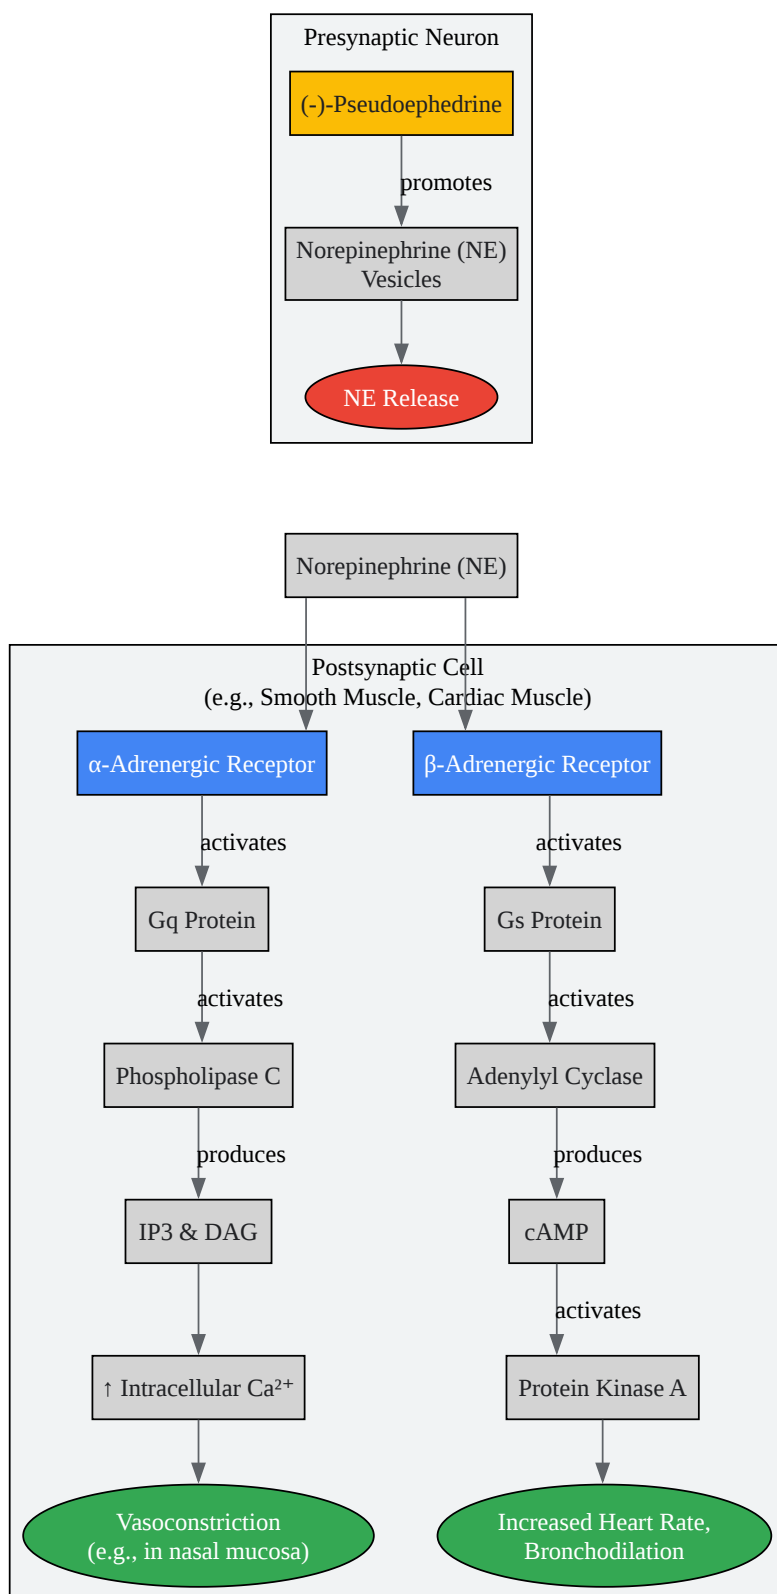 Presynaptic Neuron
(-)-Pseudoephedrine
promotes
Norepinephrine (NE)
Vesicles
NE Release
Norepinephrine (NE)
Postsynaptic Cell
(e.g., Smooth Muscle, Cardiac Muscle)
α-Adrenergic Receptor
β-Adrenergic Receptor
activates
activates
Gq Protein
Gs Protein
activates
activates
Phospholipase C
Adenylyl Cyclase
produces
produces
IP3 & DAG
cAMP
activates
↑ Intracellular Ca²⁺
Protein Kinase A
Vasoconstriction
(e.g., in nasal mucosa)
Increased Heart Rate,
Bronchodilation